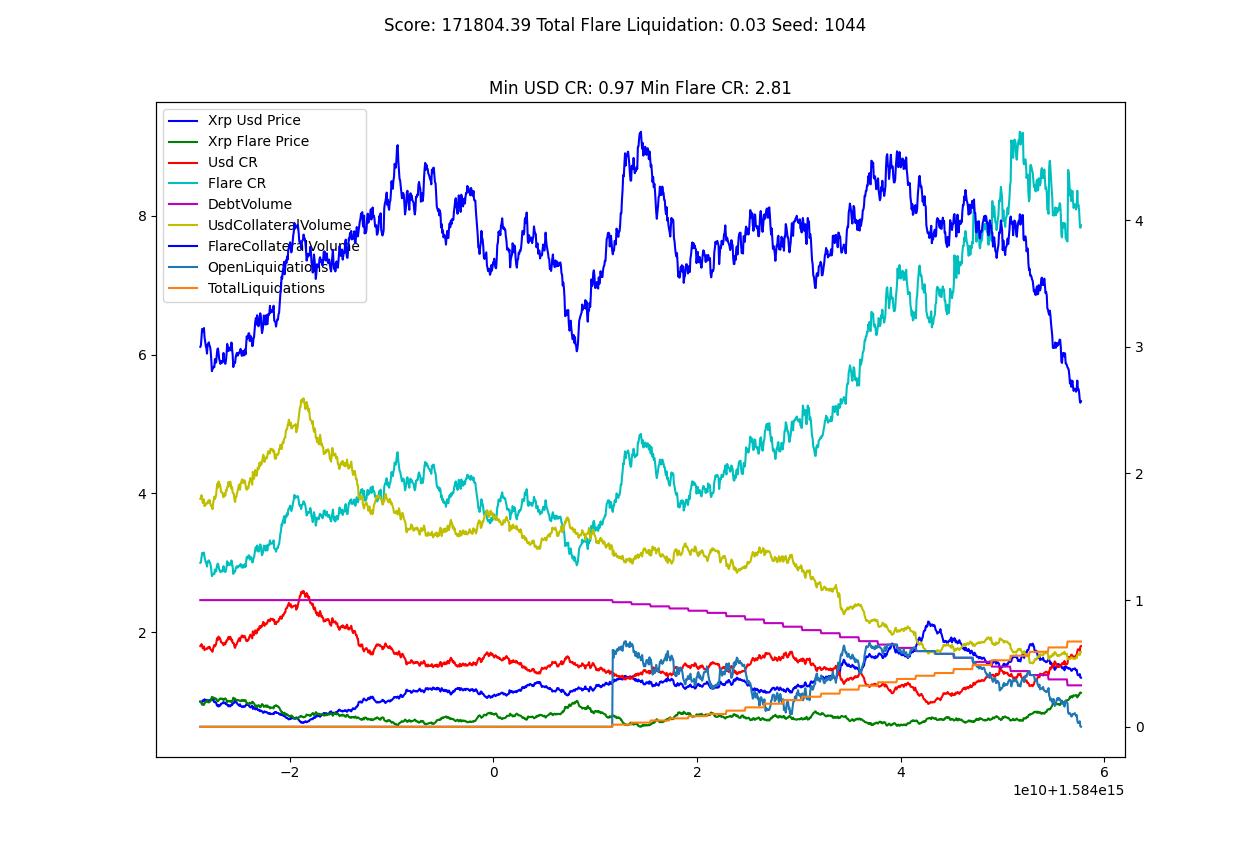 Score: 171804.39 Total Flare Liquidation: 0.03 Seed: 1044
Min USD CR: 0.97 Min Flare CR: 2.81
Xrp Usd Price
Xrp Flare Price
Usd CR
Flare CR
DebtVolume
UsdCollateralVolume
FlareCollateralVolume
OpenLiquidations
TotalLiquidations
8
6
4
2
4
3
2
1
0
−2
0
2
4
6
1e10+1.584e15